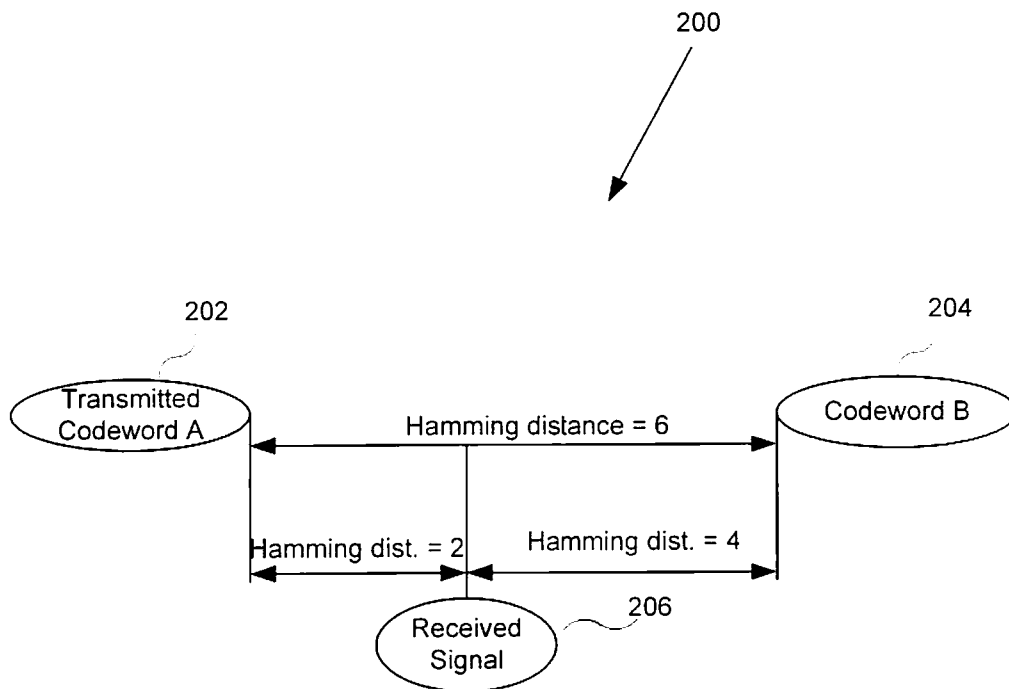 200
202
204
Transmitted
Codeword A
Codeword B
Hamming distance = 6
Hamming dist. = 2
Hamming dist. = 4
206
Received
Signal